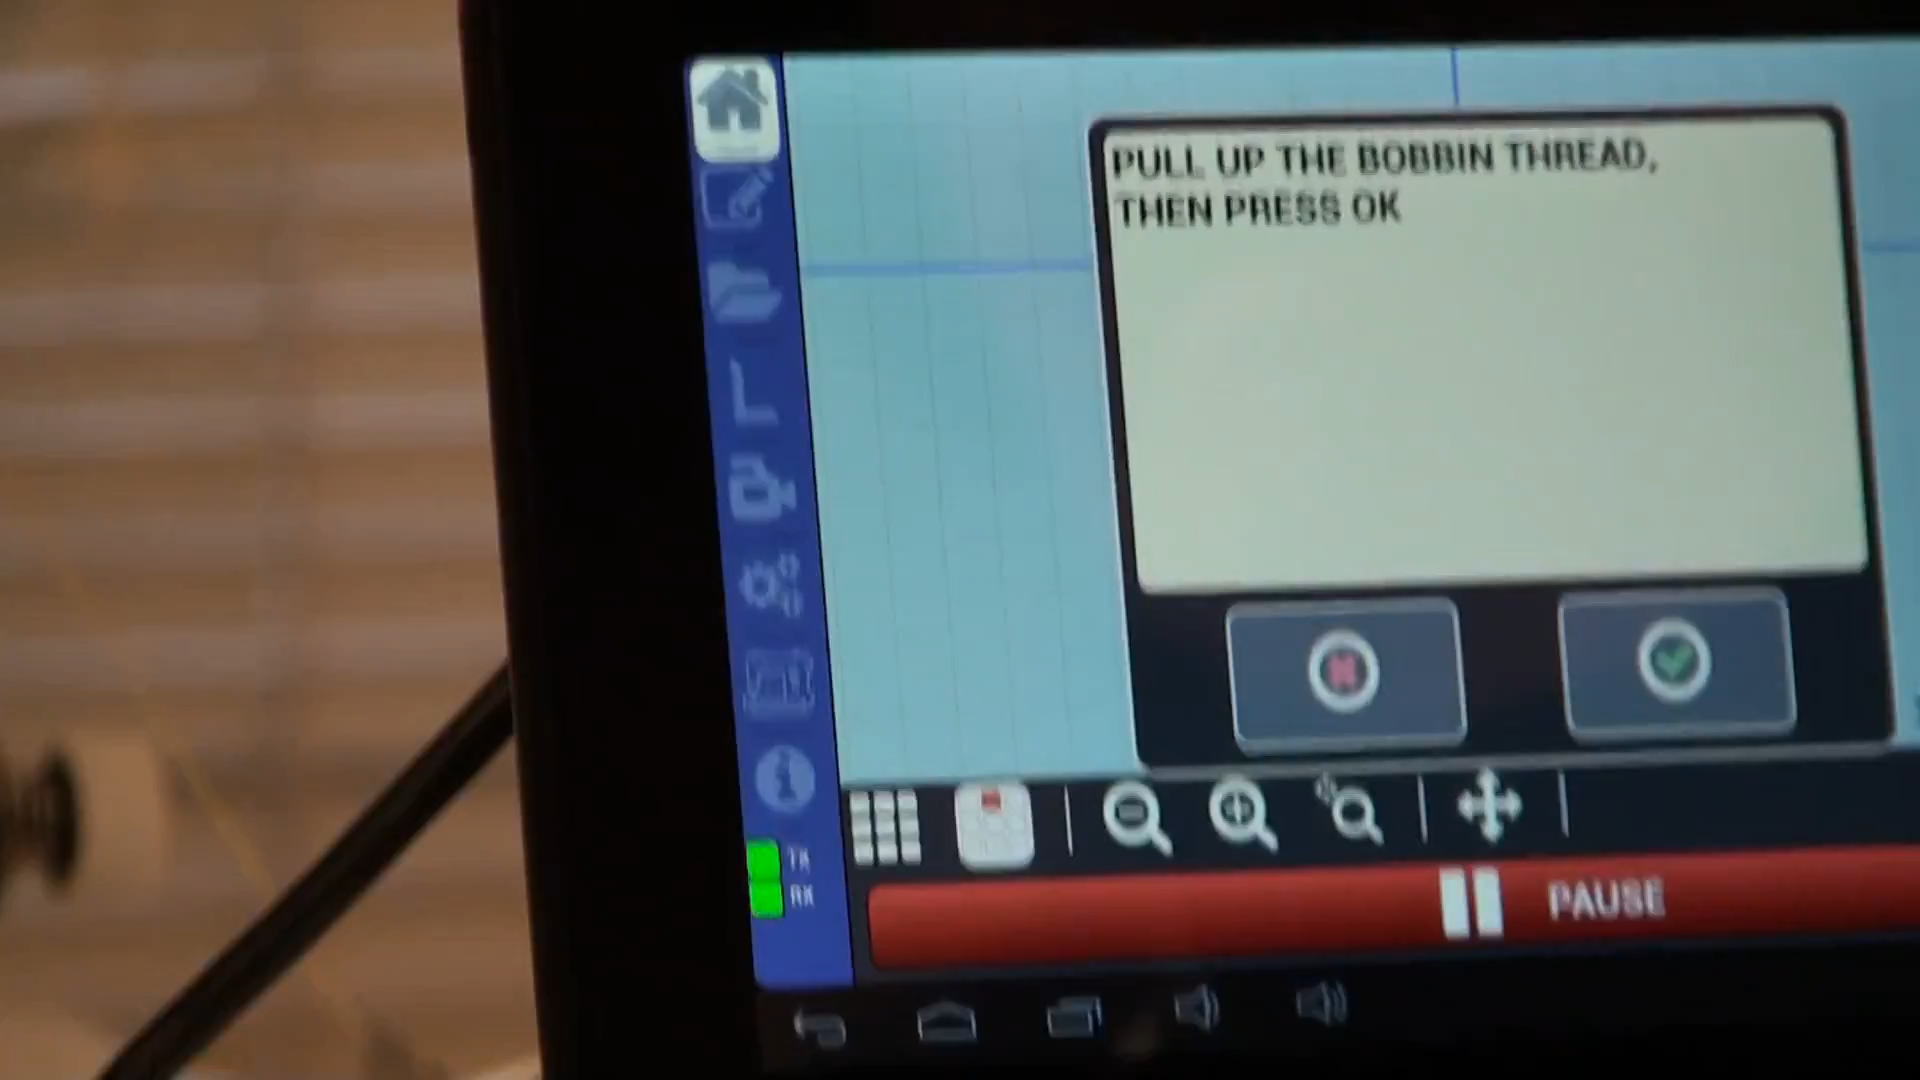 PULL UP THE BOBBIN THREAD,
THEN PRESS OK
TX
RX
PAUSE